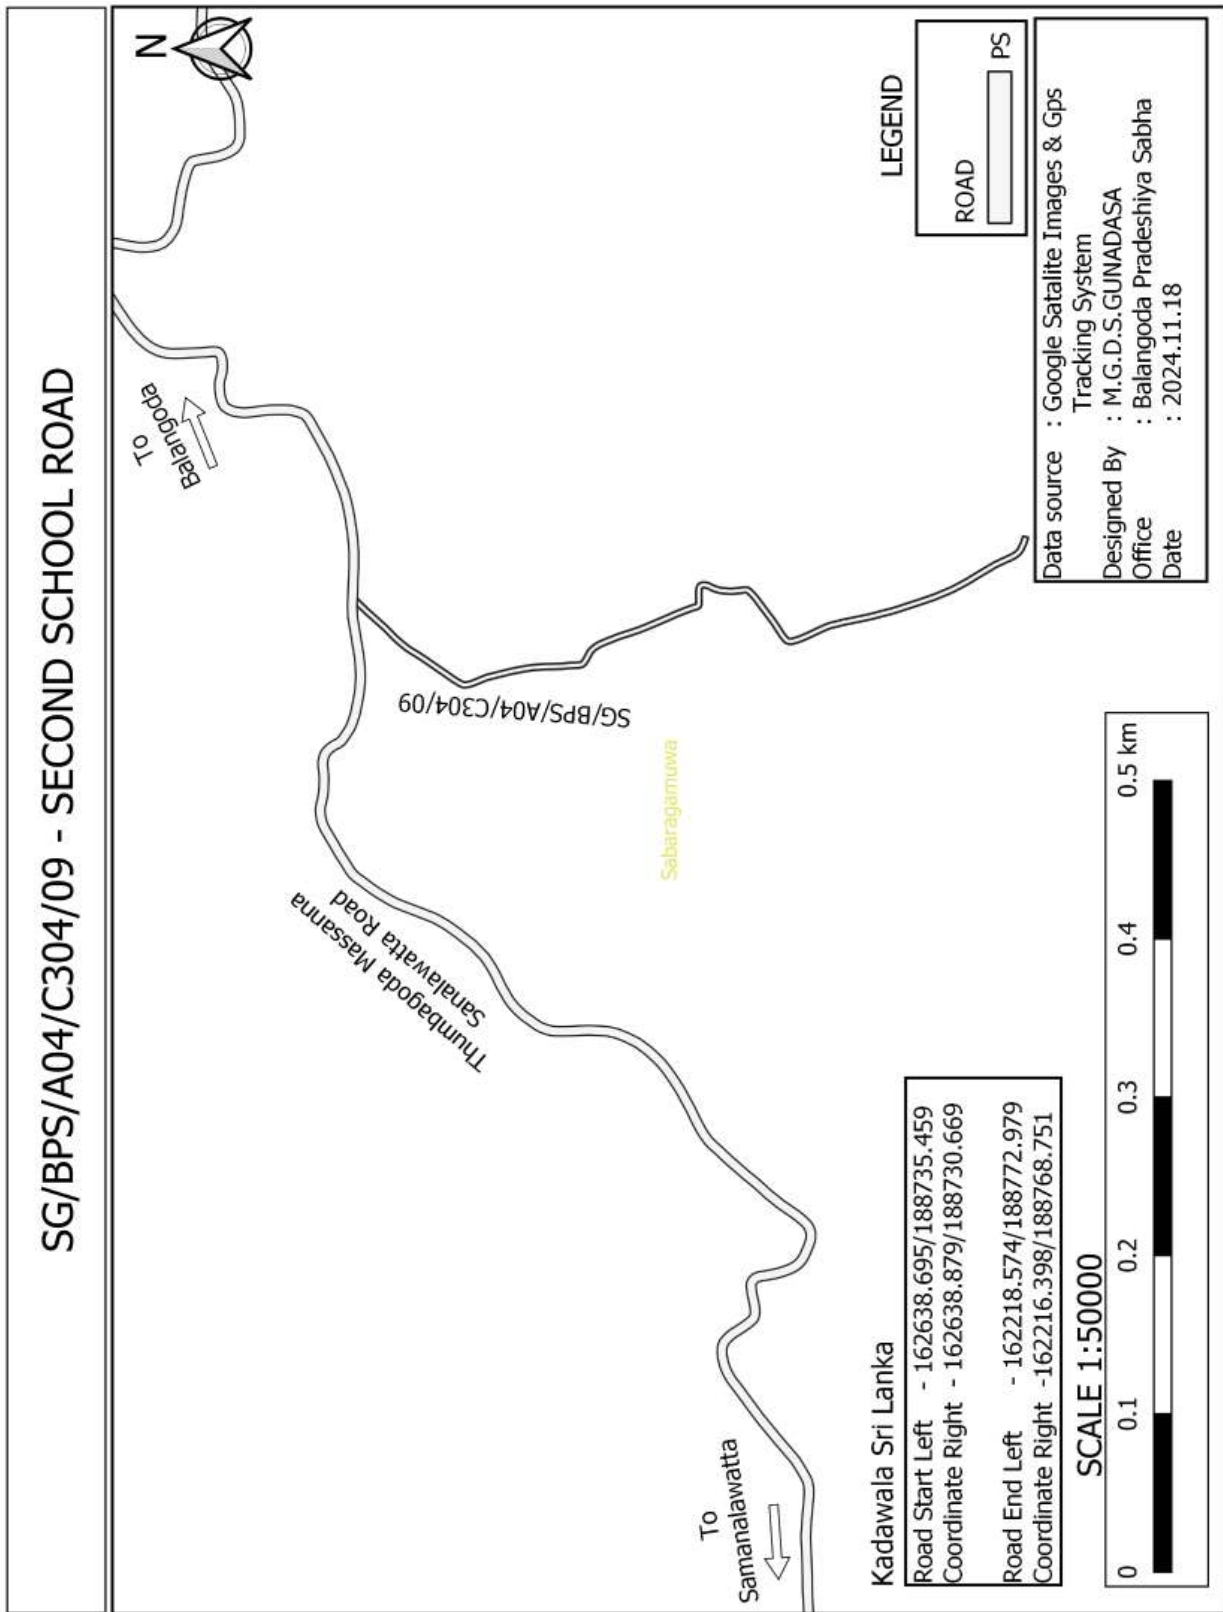 SG/BPS/A04/C304/09 - SECOND SCHOOL ROAD
N
To
Balangoda
Thumbagoda Massanna
Sanalawatta Road
SG/BPS/A04/C304/09
Sabaragamuwa
To
Samanalawatta
LEGEND
ROAD
PS
Kadawala Sri Lanka
Road Start Left - 162638.695/188735.459
Coordinate Right - 162638.879/188730.669
Road End Left - 162218.574/188772.979
Coordinate Right -162216.398/188768.751
SCALE 1:50000
0 0.1 0.2 0.3 0.4 0.5 km
Data source : Google Satalite Images & Gps
Tracking System
Designed By : M.G.D.S.GUNADASA
Office : Balangoda Pradeshiya Sabha
Date : 2024.11.18